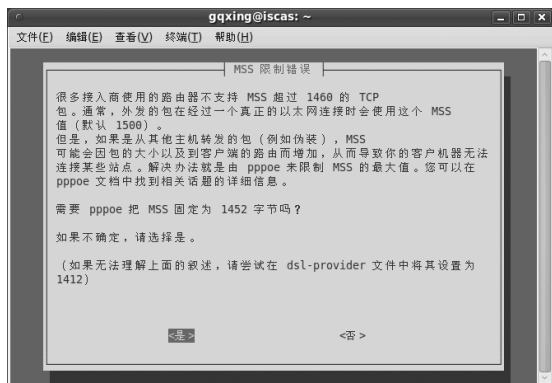 gqxing@iscas: ~
文件(F) 编辑(E) 查看(V) 终端(T) 帮助(H)
MSS 限制错误
很多接入商使用的路由器不支持 MSS 超过 1460 的 TCP
包。通常，外发的包在经过一个真正的以太网连接时会使用这个 MSS
值（默认 1500）。
但是，如果是从其他主机转发的包（例如伪装），MSS
可能会因包的大小以及到客户端的路由而增加，从而导致你的客户机器无法
连接某些站点。解决办法就是由 pppoe 来限制 MSS 的最大值。您可以在
pppoe 文档中找到相关话题的详细信息。
需要 pppoe 把 MSS 固定为 1452 字节吗？
如果不确定，请选择是。
（如果无法理解上面的叙述，请尝试在 dsl-provider 文件中将其设置为
1412）
<是> <否>